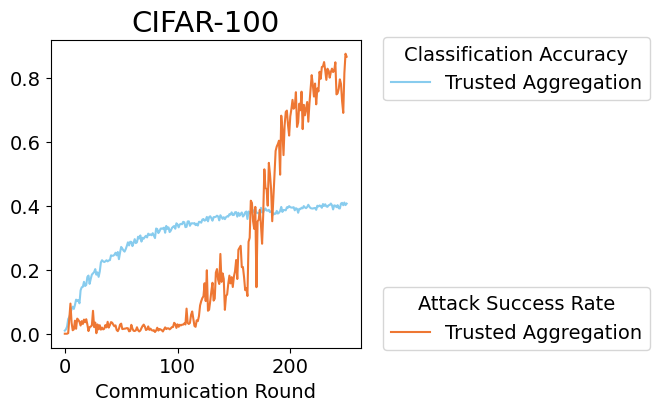 CIFAR-100
Classification Accuracy
Trusted Aggregation
0.8
0.6
0.4
0.2
0.0
Attack Success Rate
Trusted Aggregation
0
100
200
Communication Round